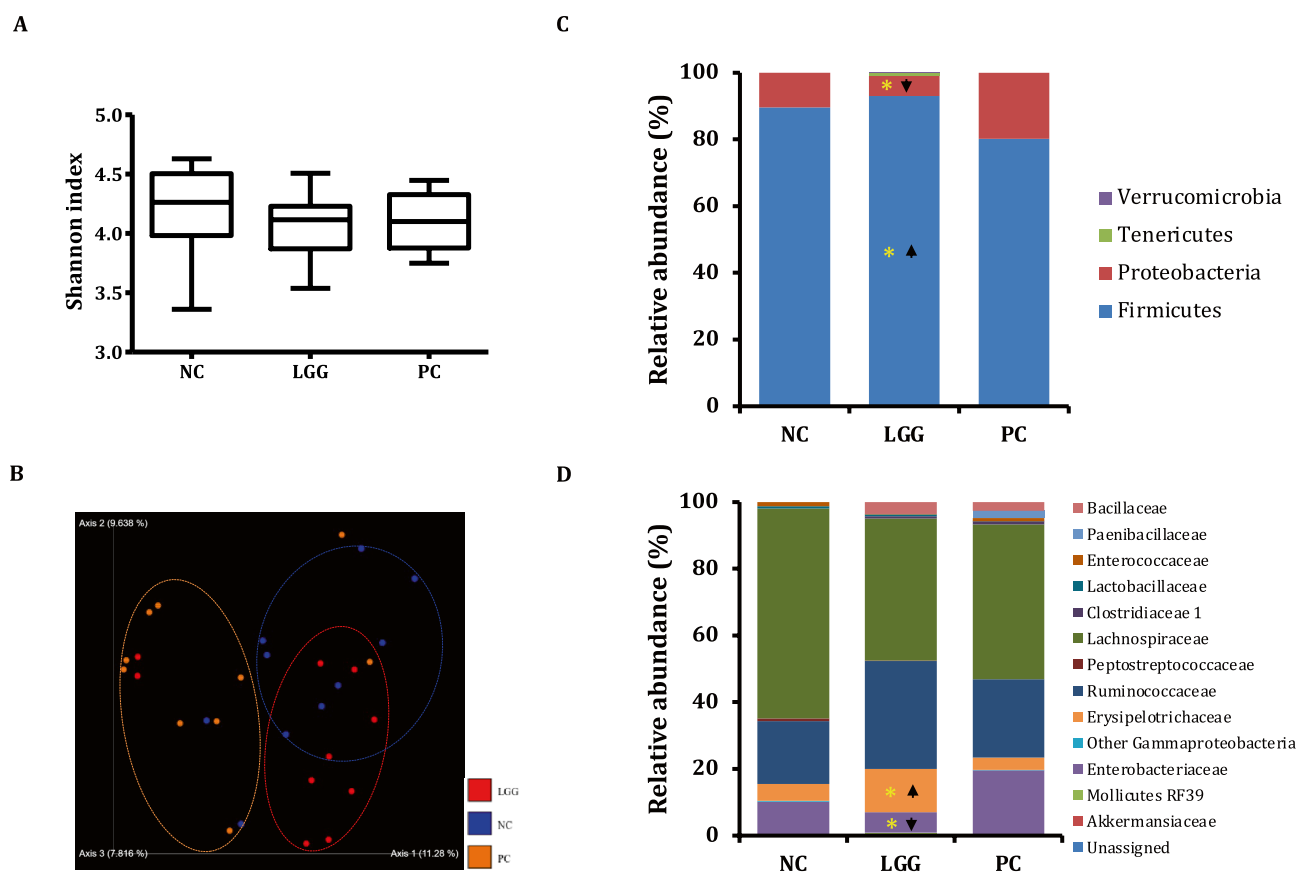 A
5.0
4.5
4.0
3.5
3.0
Shannon index
NC LGG PC
C
100
80
60
40
20
0
Relative abundance (%)
* *
NC LGG PC
Verrucomicrobia
Tenericutes
Proteobacteria
Firmicutes
B
Axis 2 (9.638 %)
Axis 3 (7.816 %)
Axis 1 (11.28 %)
LGG
NC
PC
D
100
80
60
40
20
0
Relative abundance (%)
* *
NC LGG PC
Bacillaceae
Paenibacillaceae
Enterococcaceae
Lactobacillaceae
Clostridiaceae 1
Lachnospiraceae
Peptostreptococcaceae
Ruminococcaceae
Erysipelotrichaceae
Other Gammaproteobacteria
Enterobacteriaceae
Mollicutes RF39
Akkermansiaceae
Unassigned